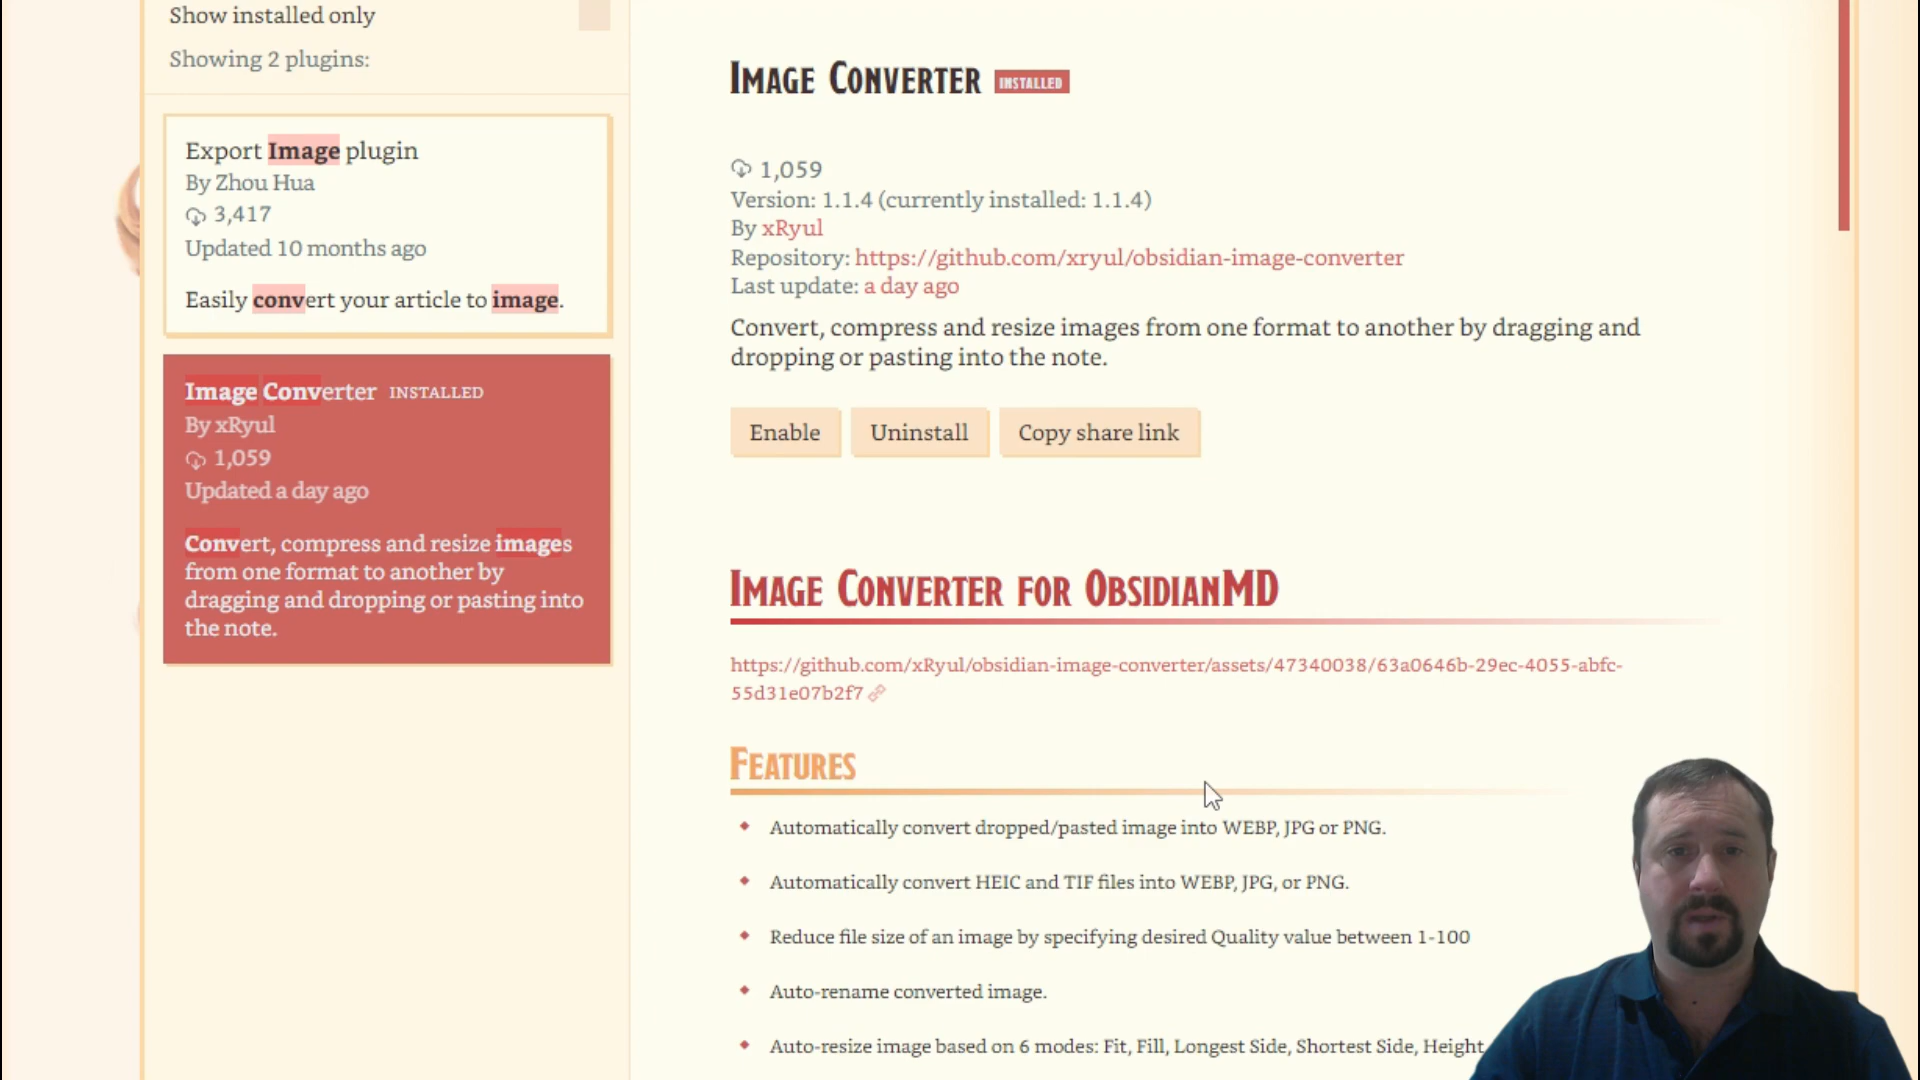 Show installed only
Showing 2 plugins:
Export Image plugin
By Zhou Hua
3,417
Updated 10 months ago
Easily convert your article to image.
Image Converter INSTALLED
By xRyul
1,059
Updated a day ago
Convert, compress and resize images
from one format to another by
dragging and dropping or pasting into
the note.
Image Converter INSTALLED
1,059
Version: 1.1.4 (currently installed: 1.1.4)
By xRyul
Repository: https://github.com/xryul/obsidian-image-converter
Last update: a day ago
Convert, compress and resize images from one format to another by dragging and
dropping or pasting into the note.
Enable Uninstall Copy share link
Image Converter for ObsidianMD
https://github.com/xRyul/obsidian-image-converter/assets/47340038/63a0646b-29ec-4055-abfc-
55d31e07b2f7
Features
Automatically convert dropped/pasted image into WEBP, JPG or PNG.
Automatically convert HEIC and TIF files into WEBP, JPG, or PNG.
Reduce file size of an image by specifying desired Quality value between 1-100
Auto-rename converted image.
Auto-resize image based on 6 modes: Fit, Fill, Longest Side, Shortest Side, Height